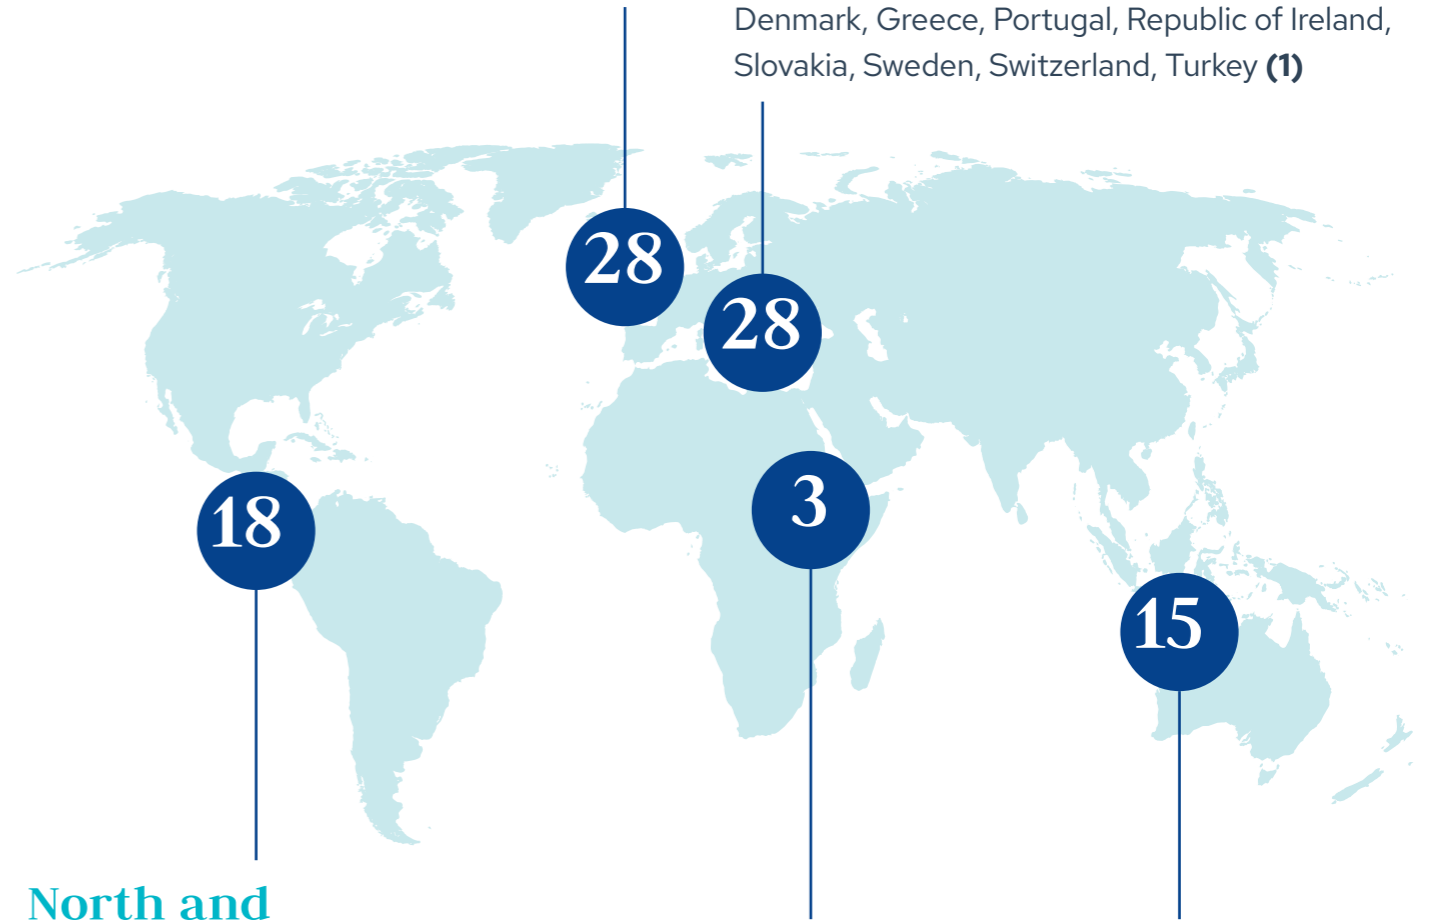 Denmark, Greece, Portugal, Republic of Ireland,
Slovakia, Sweden, Switzerland, Turkey (1)
28
28
18
3
15
North and